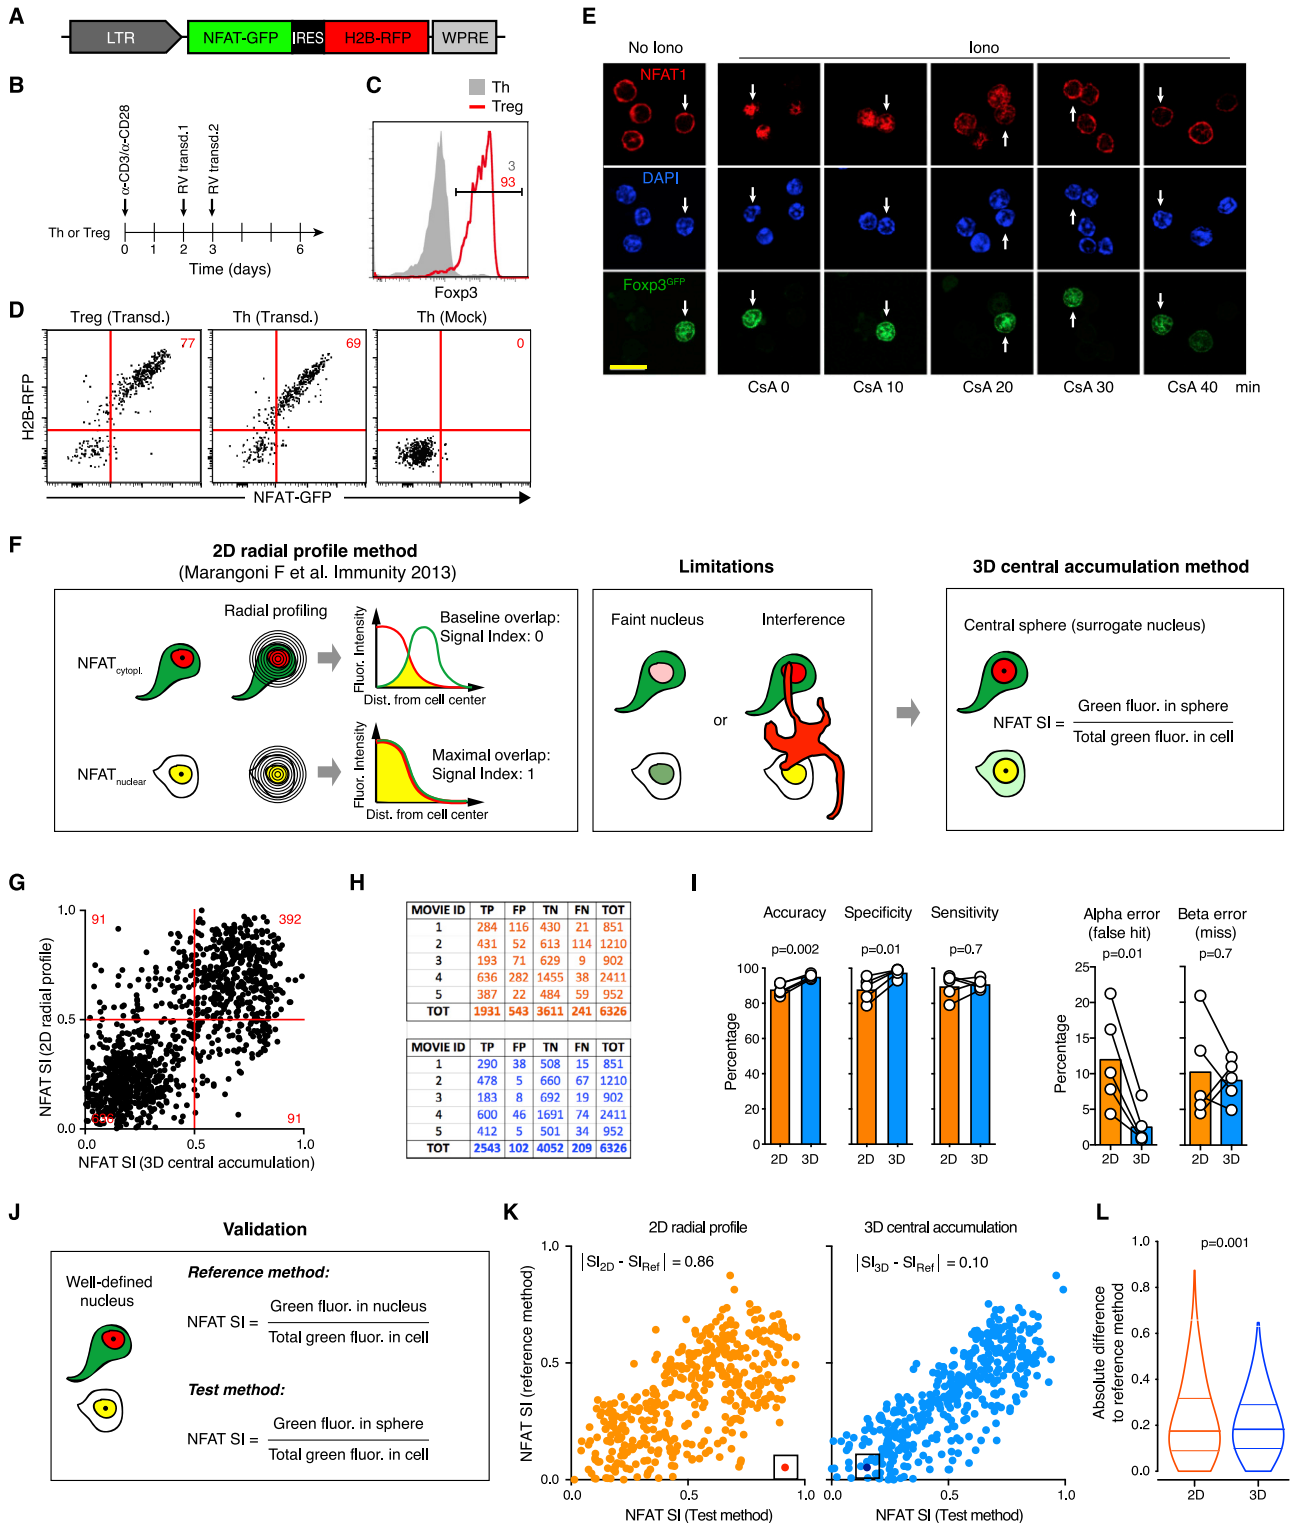 A
LTR
NFAT-GFP
IRES
H2B-RFP
WPRE
B
α-CD3/α-CD28
RV transd.1
RV transd.2
Th or Treg
0 1 2 3 6
Time (days)
C
Th
Treg
3
93
Foxp3
D
Treg (Transd.)
Th (Transd.)
Th (Mock)
77
69
0
H2B-RFP
NFAT-GFP
E
No Iono
Iono
NFAT1
DAPI
Foxp3GFP
CsA 0
CsA 10
CsA 20
CsA 30
CsA 40
min
F
2D radial profile method
(Marangoni F et al. Immunity 2013)
Radial profiling
NFATcytopl.
Fluor. Intensity
Baseline overlap:
Signal Index: 0
Dist. from cell center
NFATnuclear
Fluor. Intensity
Maximal overlap:
Signal Index: 1
Dist. from cell center
Limitations
Faint nucleus
Interference
or
3D central accumulation method
Central sphere (surrogate nucleus)
NFAT SI =
Green fluor. in sphere
Total green fluor. in cell
G
1.0
0.5
0.0
91
392
91
0.0 0.5 1.0
NFAT SI (2D radial profile)
NFAT SI (3D central accumulation)
H
MOVIE ID TP FP TN FN TOT
1 284 116 430 21 851
2 431 52 613 114 1210
3 193 71 629 9 902
4 636 282 1455 38 2411
5 387 22 484 59 952
TOT 1931 543 3611 241 6326
MOVIE ID TP FP TN FN TOT
1 290 38 508 15 851
2 478 5 660 67 1210
3 183 8 692 19 902
4 600 46 1691 74 2411
5 412 5 501 34 952
TOT 2543 102 4052 209 6326
I
Accuracy
Specificity
Sensitivity
p=0.002
p=0.01
p=0.7
Percentage
100
80
60
40
20
0
2D 3D
2D 3D
2D 3D
Alpha error
(false hit)
p=0.01
Beta error
(miss)
p=0.7
Percentage
25
20
15
10
5
0
2D 3D
2D 3D
J
Validation
Well-defined
nucleus
Reference method:
NFAT SI =
Green fluor. in nucleus
Total green fluor. in cell
Test method:
NFAT SI =
Green fluor. in sphere
Total green fluor. in cell
K
2D radial profile
|SI2D - SIRef| = 0.86
NFAT SI (reference method)
1.0
0.5
0.0
0.0 0.5 1.0
NFAT SI (Test method)
3D central accumulation
|SI3D - SIRef| = 0.10
1.0
0.5
0.0
0.0 0.5 1.0
NFAT SI (Test method)
L
p=0.001
Absolute difference
to reference method
1.0
0.8
0.6
0.4
0.2
0.0
2D 3D